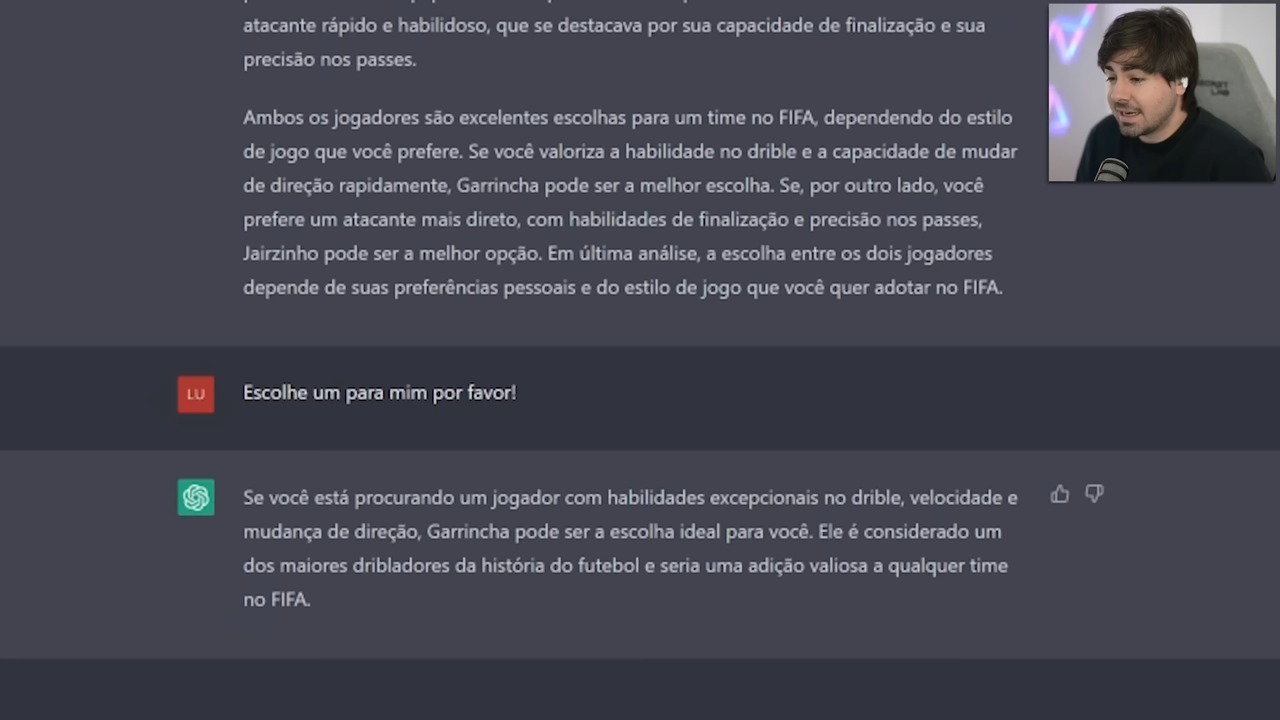 atacante rápido e habilidoso, que se destacava por sua capacidade de finalização e sua
precisão nos passes.
Ambos os jogadores são excelentes escolhas para um time no FIFA, dependendo do estilo
de jogo que você prefere. Se você valoriza a habilidade no drible e a capacidade de mudar
de direção rapidamente, Garrincha pode ser a melhor escolha. Se, por outro lado, você
prefere um atacante mais direto, com habilidades de finalização e precisão nos passes,
Jairzinho pode ser a melhor opção. Em última análise, a escolha entre os dois jogadores
depende de suas preferências pessoais e do estilo de jogo que você quer adotar no FIFA.
LU Escolhe um para mim por favor!
Se você está procurando um jogador com habilidades excepcionais no drible, velocidade e
mudança de direção, Garrincha pode ser a escolha ideal para você. Ele é considerado um
dos maiores dribladores da história do futebol e seria uma adição valiosa a qualquer time
no FIFA.